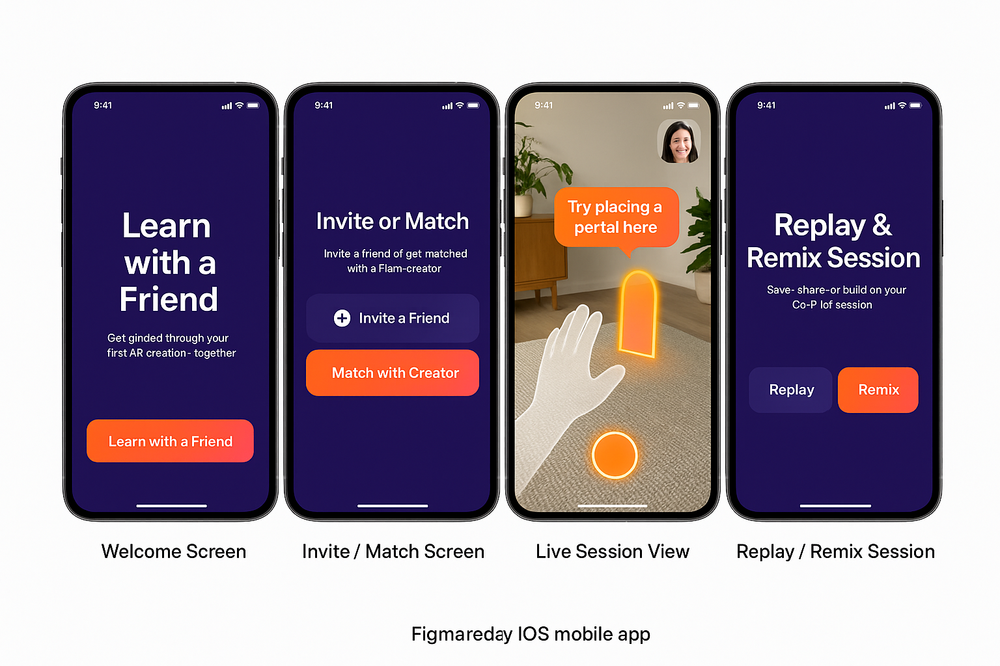 9:41
Learn
with a
Friend
Get ginded through your
first AR creation - together
Learn with a Friend
Welcome Screen
9:41
Invite or Match
Invite a friend of get matched
with a Flam-creator
Invite a Friend
Match with Creator
Invite / Match Screen
9:41
Try placing a
pertal here
Live Session View
9:41
Replay &
Remix Session
Save- share-or build on your
Co-P lof session
Replay
Remix
Replay / Remix Session
Figmareday IOS mobile app